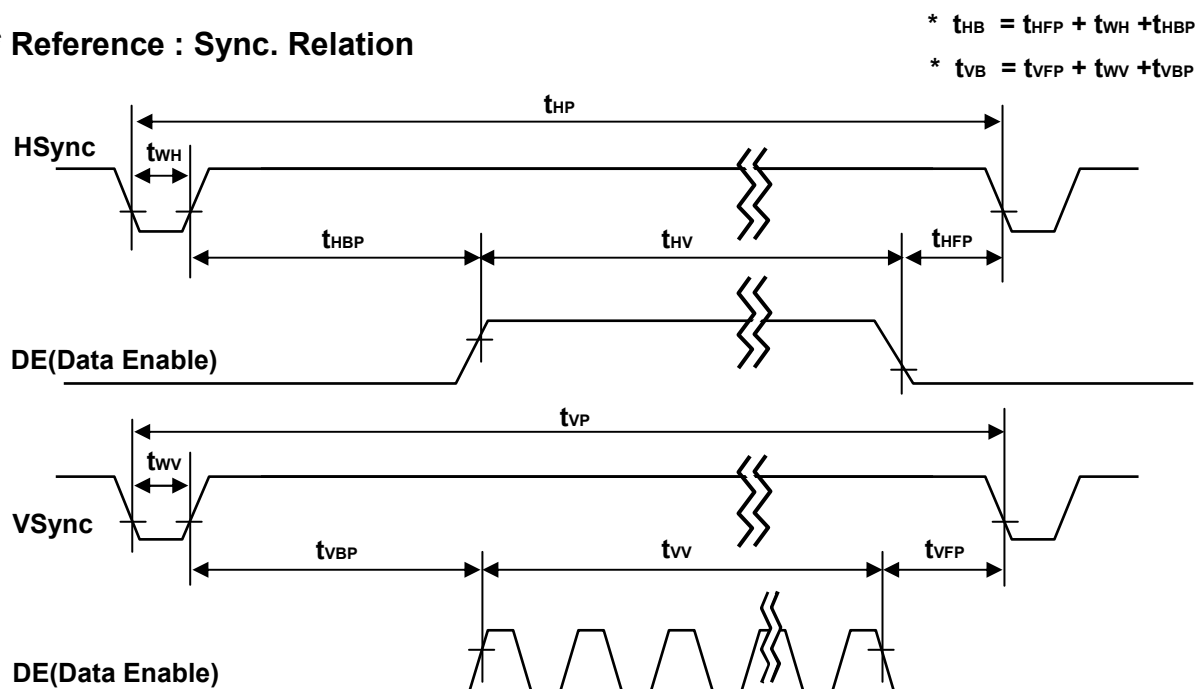 * Reference : Sync. Relation
* tHB = tHFP + tWH +tHBP
* tVB = tVFP + tWV +tVBP
tHP
HSync
tWH
tHBP
tHV
tHFP
DE(Data Enable)
tVP
tWV
VSync
tVBP
tVV
tVFP
DE(Data Enable)